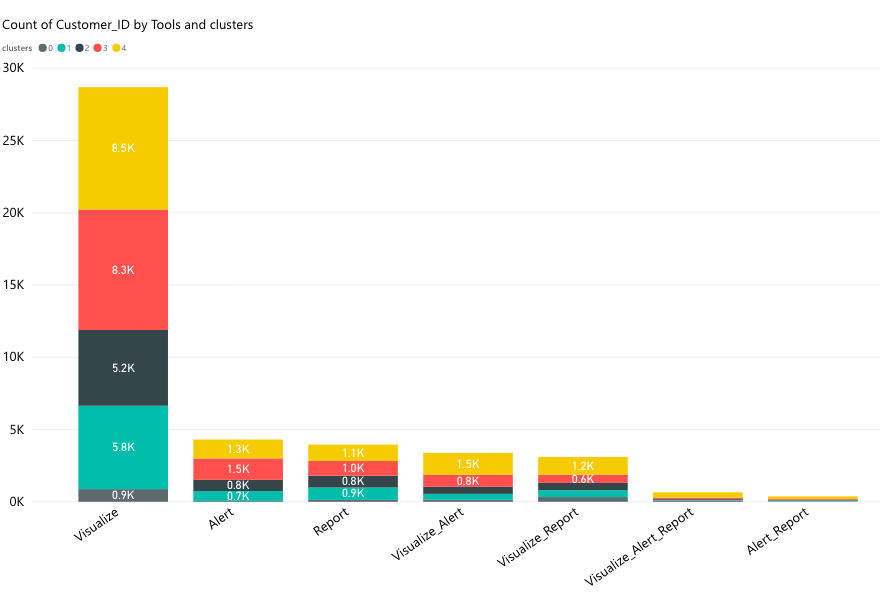 Count of Customer_ID by Tools and clusters
clusters 0 1 2 3 4
30K
25K
20K
15K
10K
5K
0K
8.5K
8.3K
5.2K
5.8K
0.9K
1.3K
1.5K
0.8K
0.7K
1.1K
1.0K
0.8K
0.9K
1.5K
0.8K
1.2K
0.6K
Visualize
Alert
Report
Visualize_Alert
Visualize_Report
Visualize_Alert_Report
Alert_Report